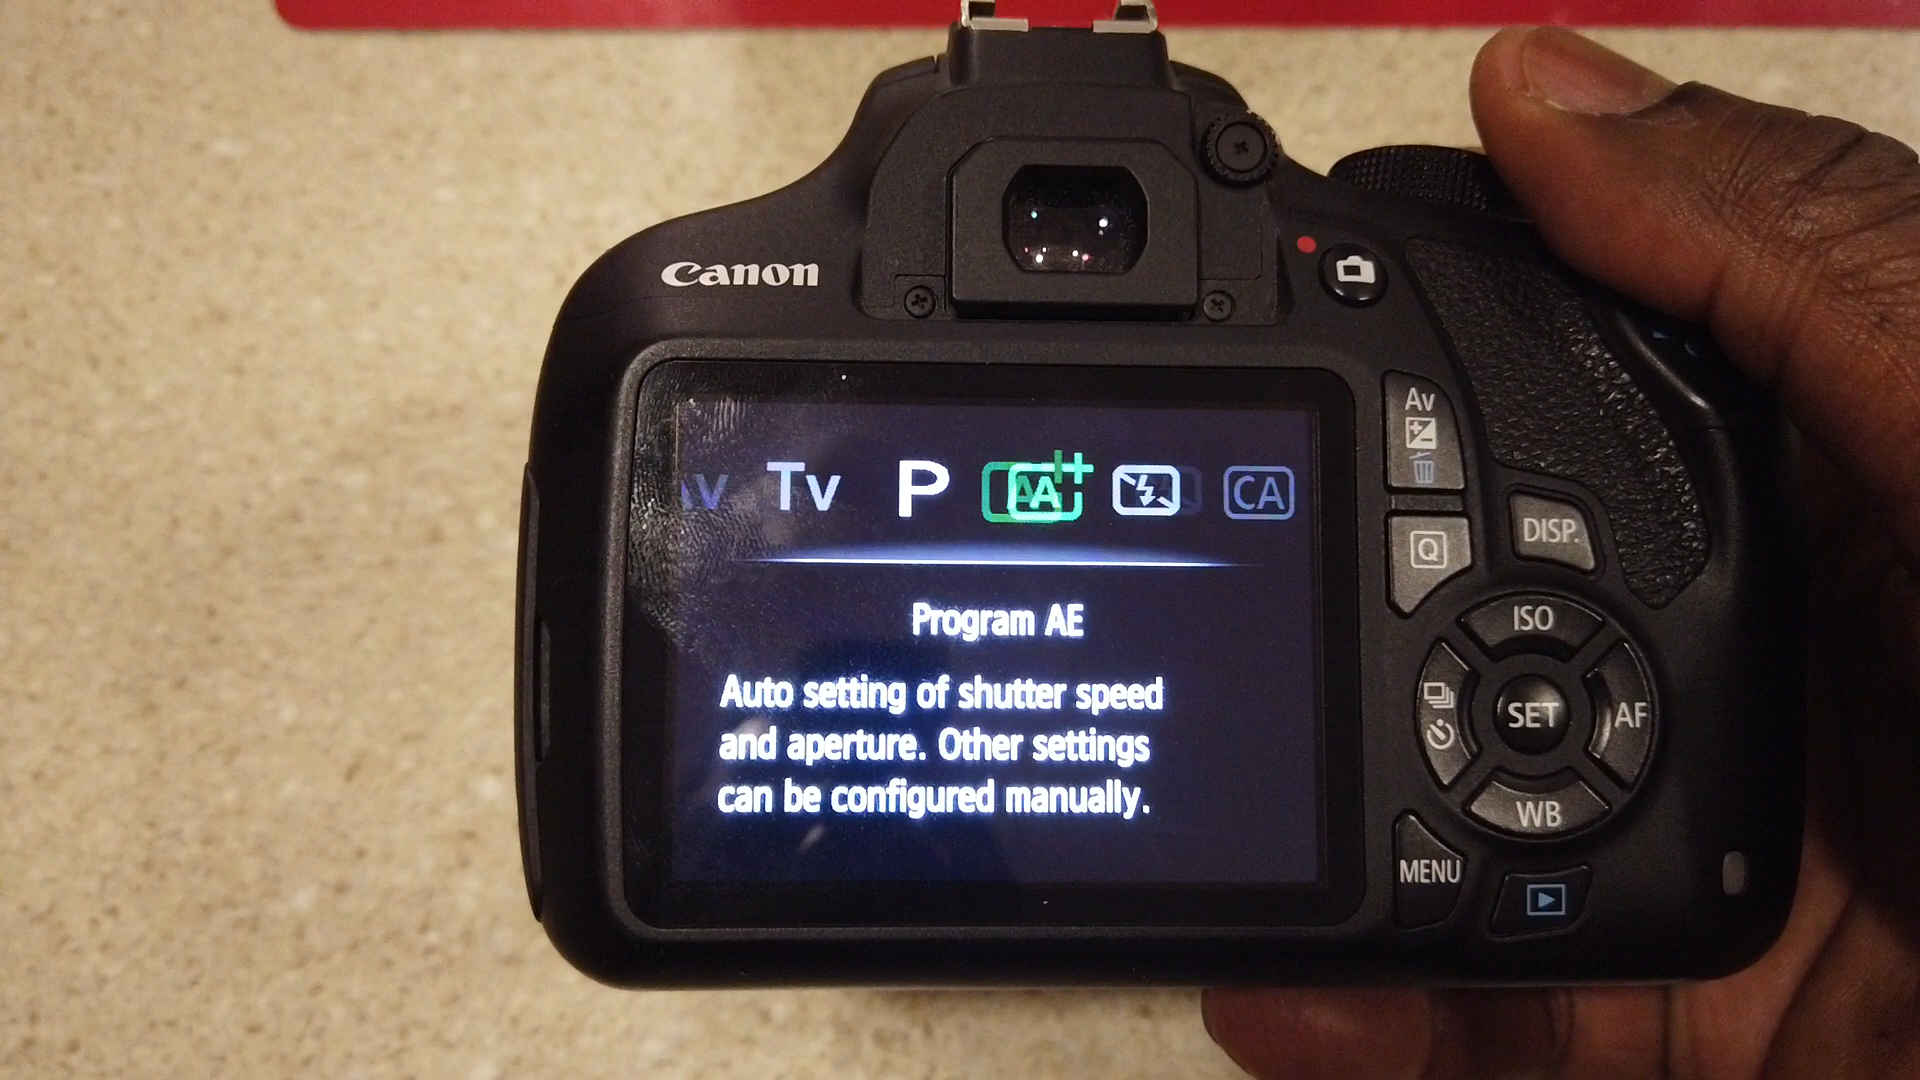 Canon
Tv P A+ CA
Program AE
Auto setting of shutter speed
and aperture. Other settings
can be configured manually.
Av
Q
DISP.
ISO
SET
AF
WB
MENU